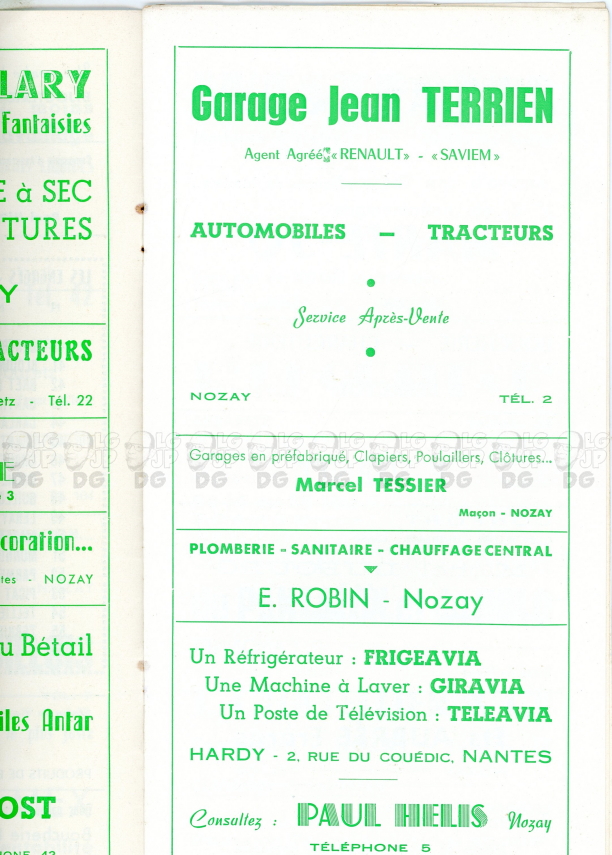 LARY
Fantaisies
E à SEC
TURES
Y
ACTEURS
etz - Tél. 22
E
3
coration...
tes - NOZAY
u Bétail
iles Antar
OST
HONE 42
Garage Jean TERRIEN
Agent Agréé «RENAULT» - «SAVIEM»
AUTOMOBILES - TRACTEURS
Service Après-Vente
NOZAY TÉL. 2
Garages en préfabriqué, Clapiers, Poulaillers, Clôtures...
Marcel TESSIER
Maçon - NOZAY
PLOMBERIE - SANITAIRE - CHAUFFAGE CENTRAL
E. ROBIN - Nozay
Un Réfrigérateur : FRIGEAVIA
Une Machine à Laver : GIRAVIA
Un Poste de Télévision : TELEAVIA
HARDY - 2, RUE DU COUÉDIC, NANTES
Consultez : PAUL HELIS Nozay
TÉLÉPHONE 5